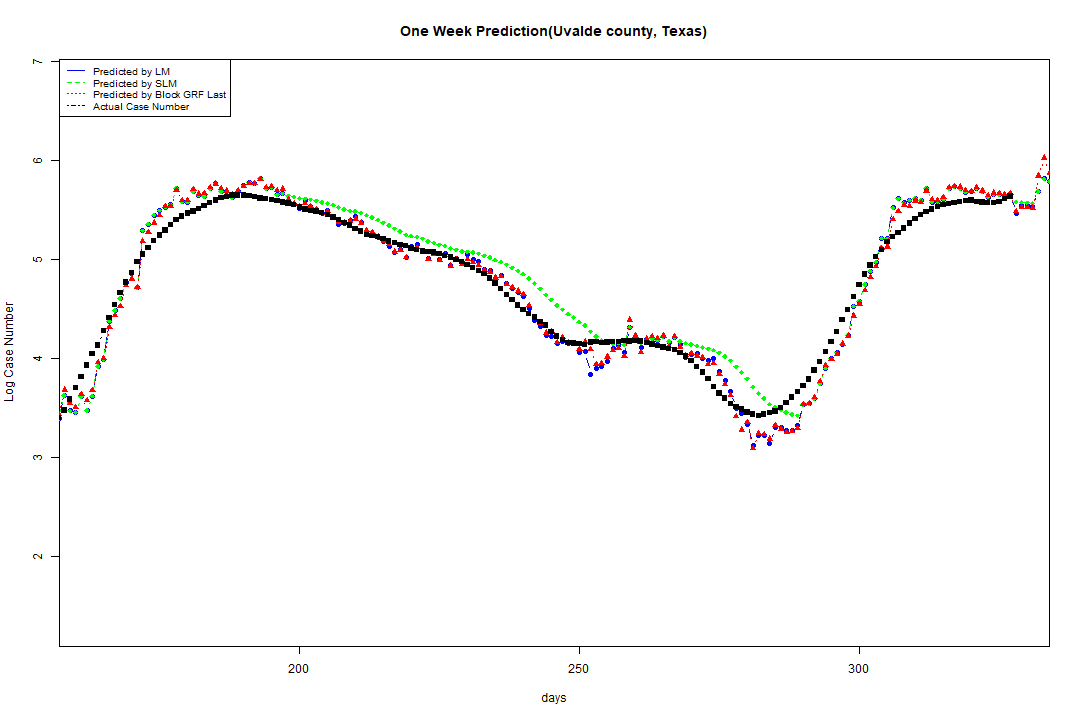 One Week Prediction(Uvalde county, Texas)
7
Predicted by LM
Predicted by SLM
Predicted by Block GRF Last
Actual Case Number
6
5
4
3
2
Log Case Number
200
250
300
days